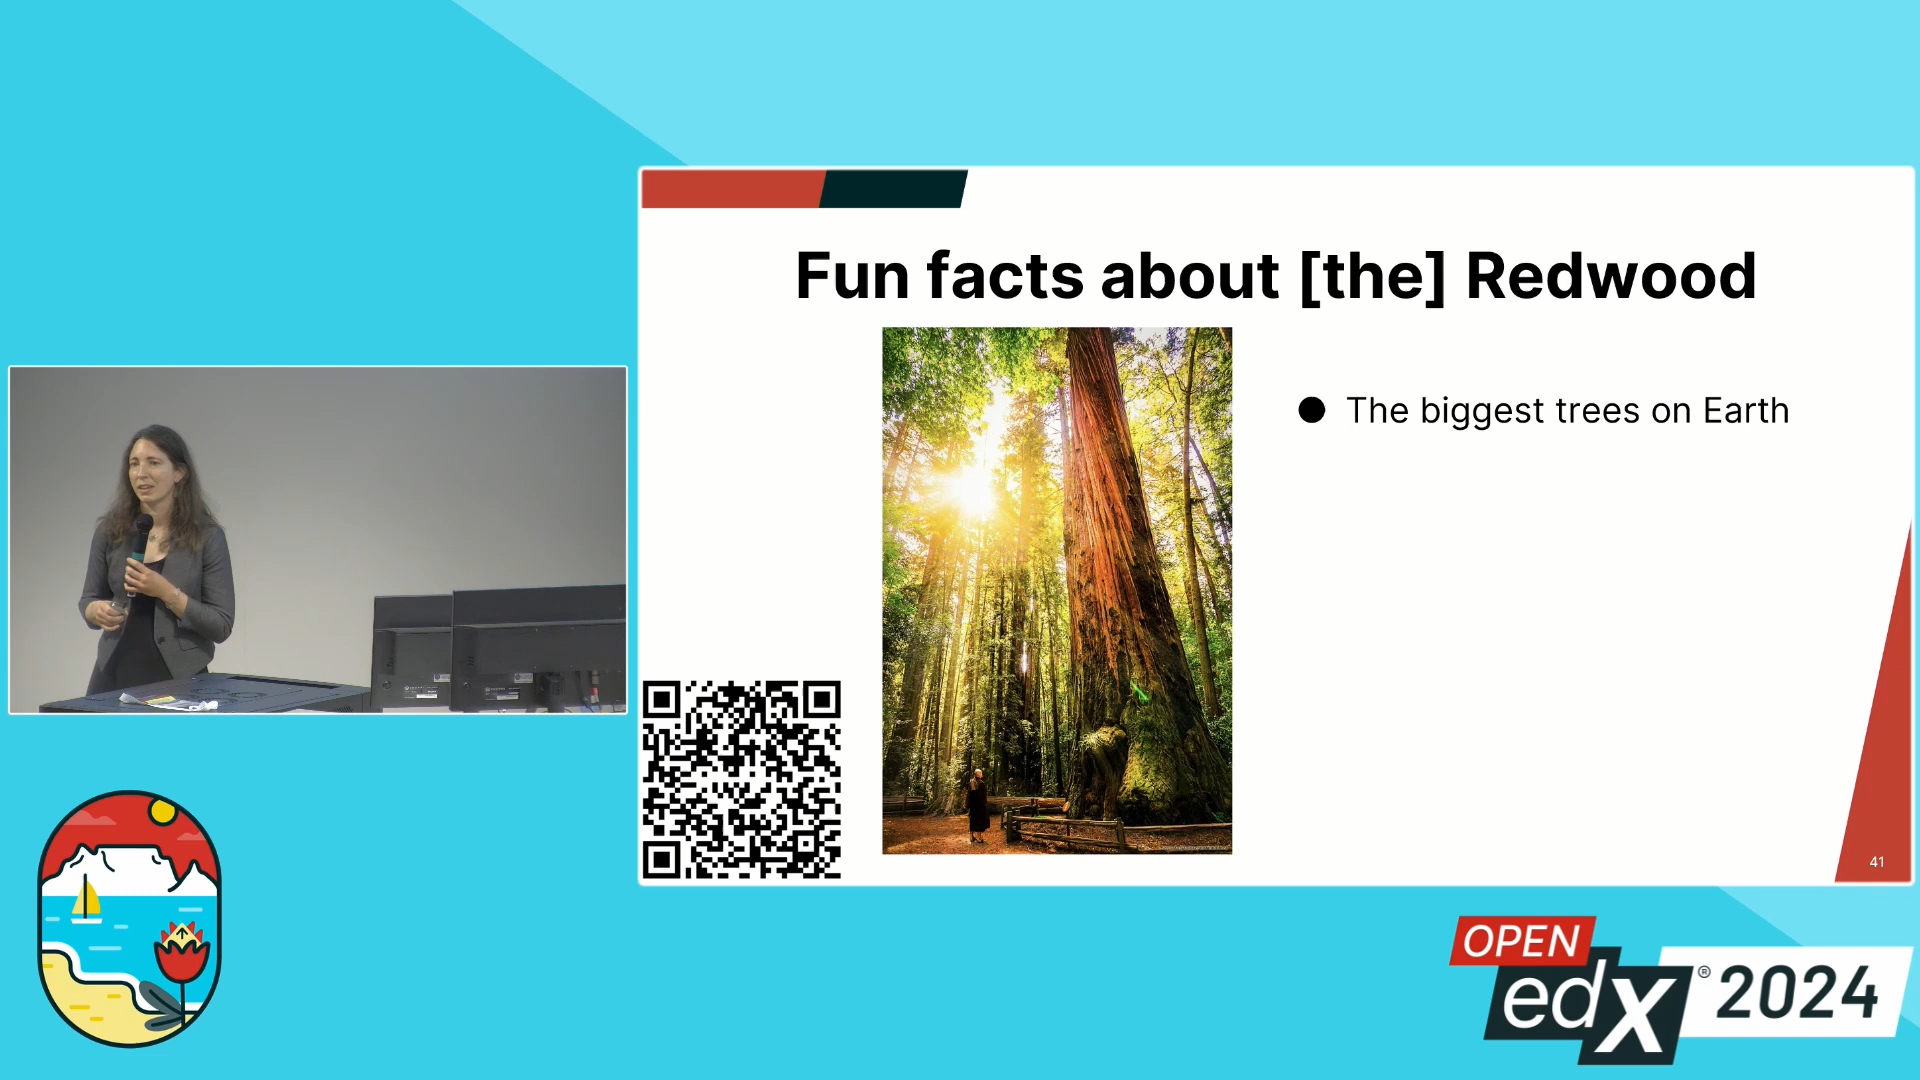 Fun facts about [the] Redwood
● The biggest trees on Earth
41
OPEN
edX® 2024